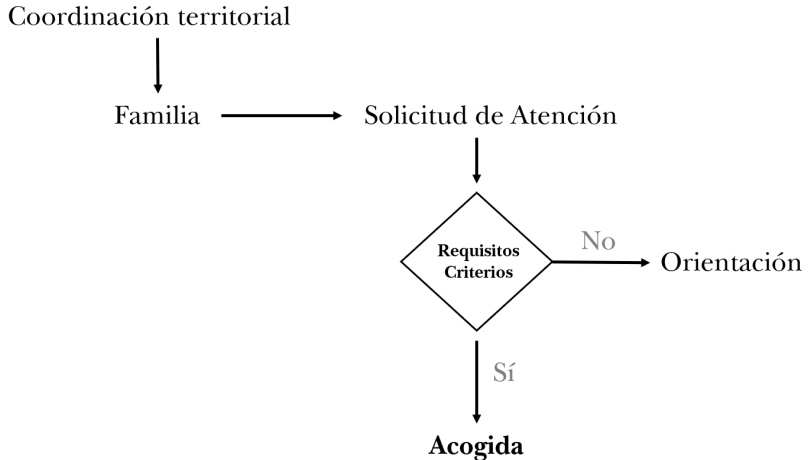 Coordinación territorial
Familia
Solicitud de Atención
Requisitos
Criterios
No
Orientación
Sí
Acogida